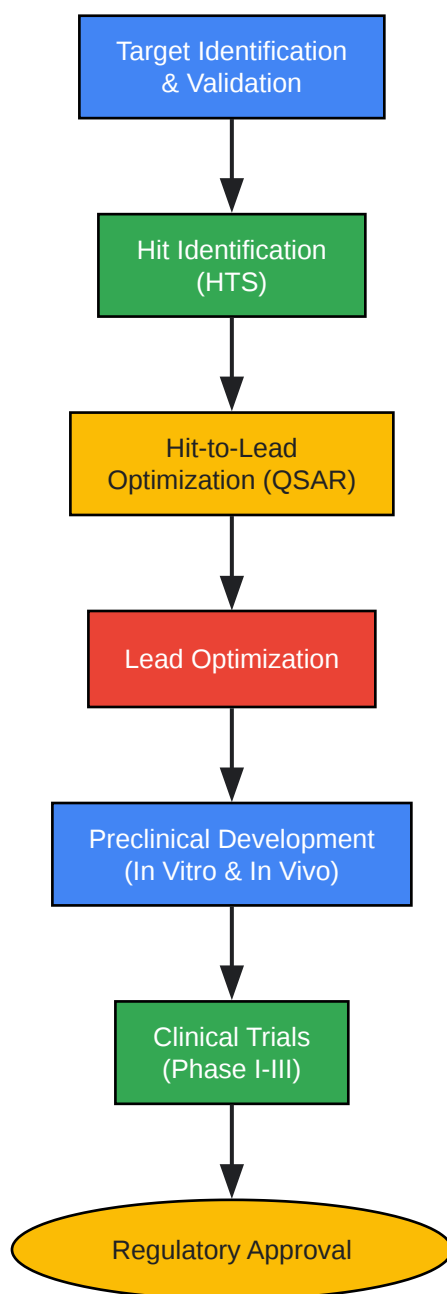 Target Identification
& Validation
Hit Identification
(HTS)
Hit-to-Lead
Optimization (QSAR)
Lead Optimization
Preclinical Development
(In Vitro & In Vivo)
Clinical Trials
(Phase I-III)
Regulatory Approval